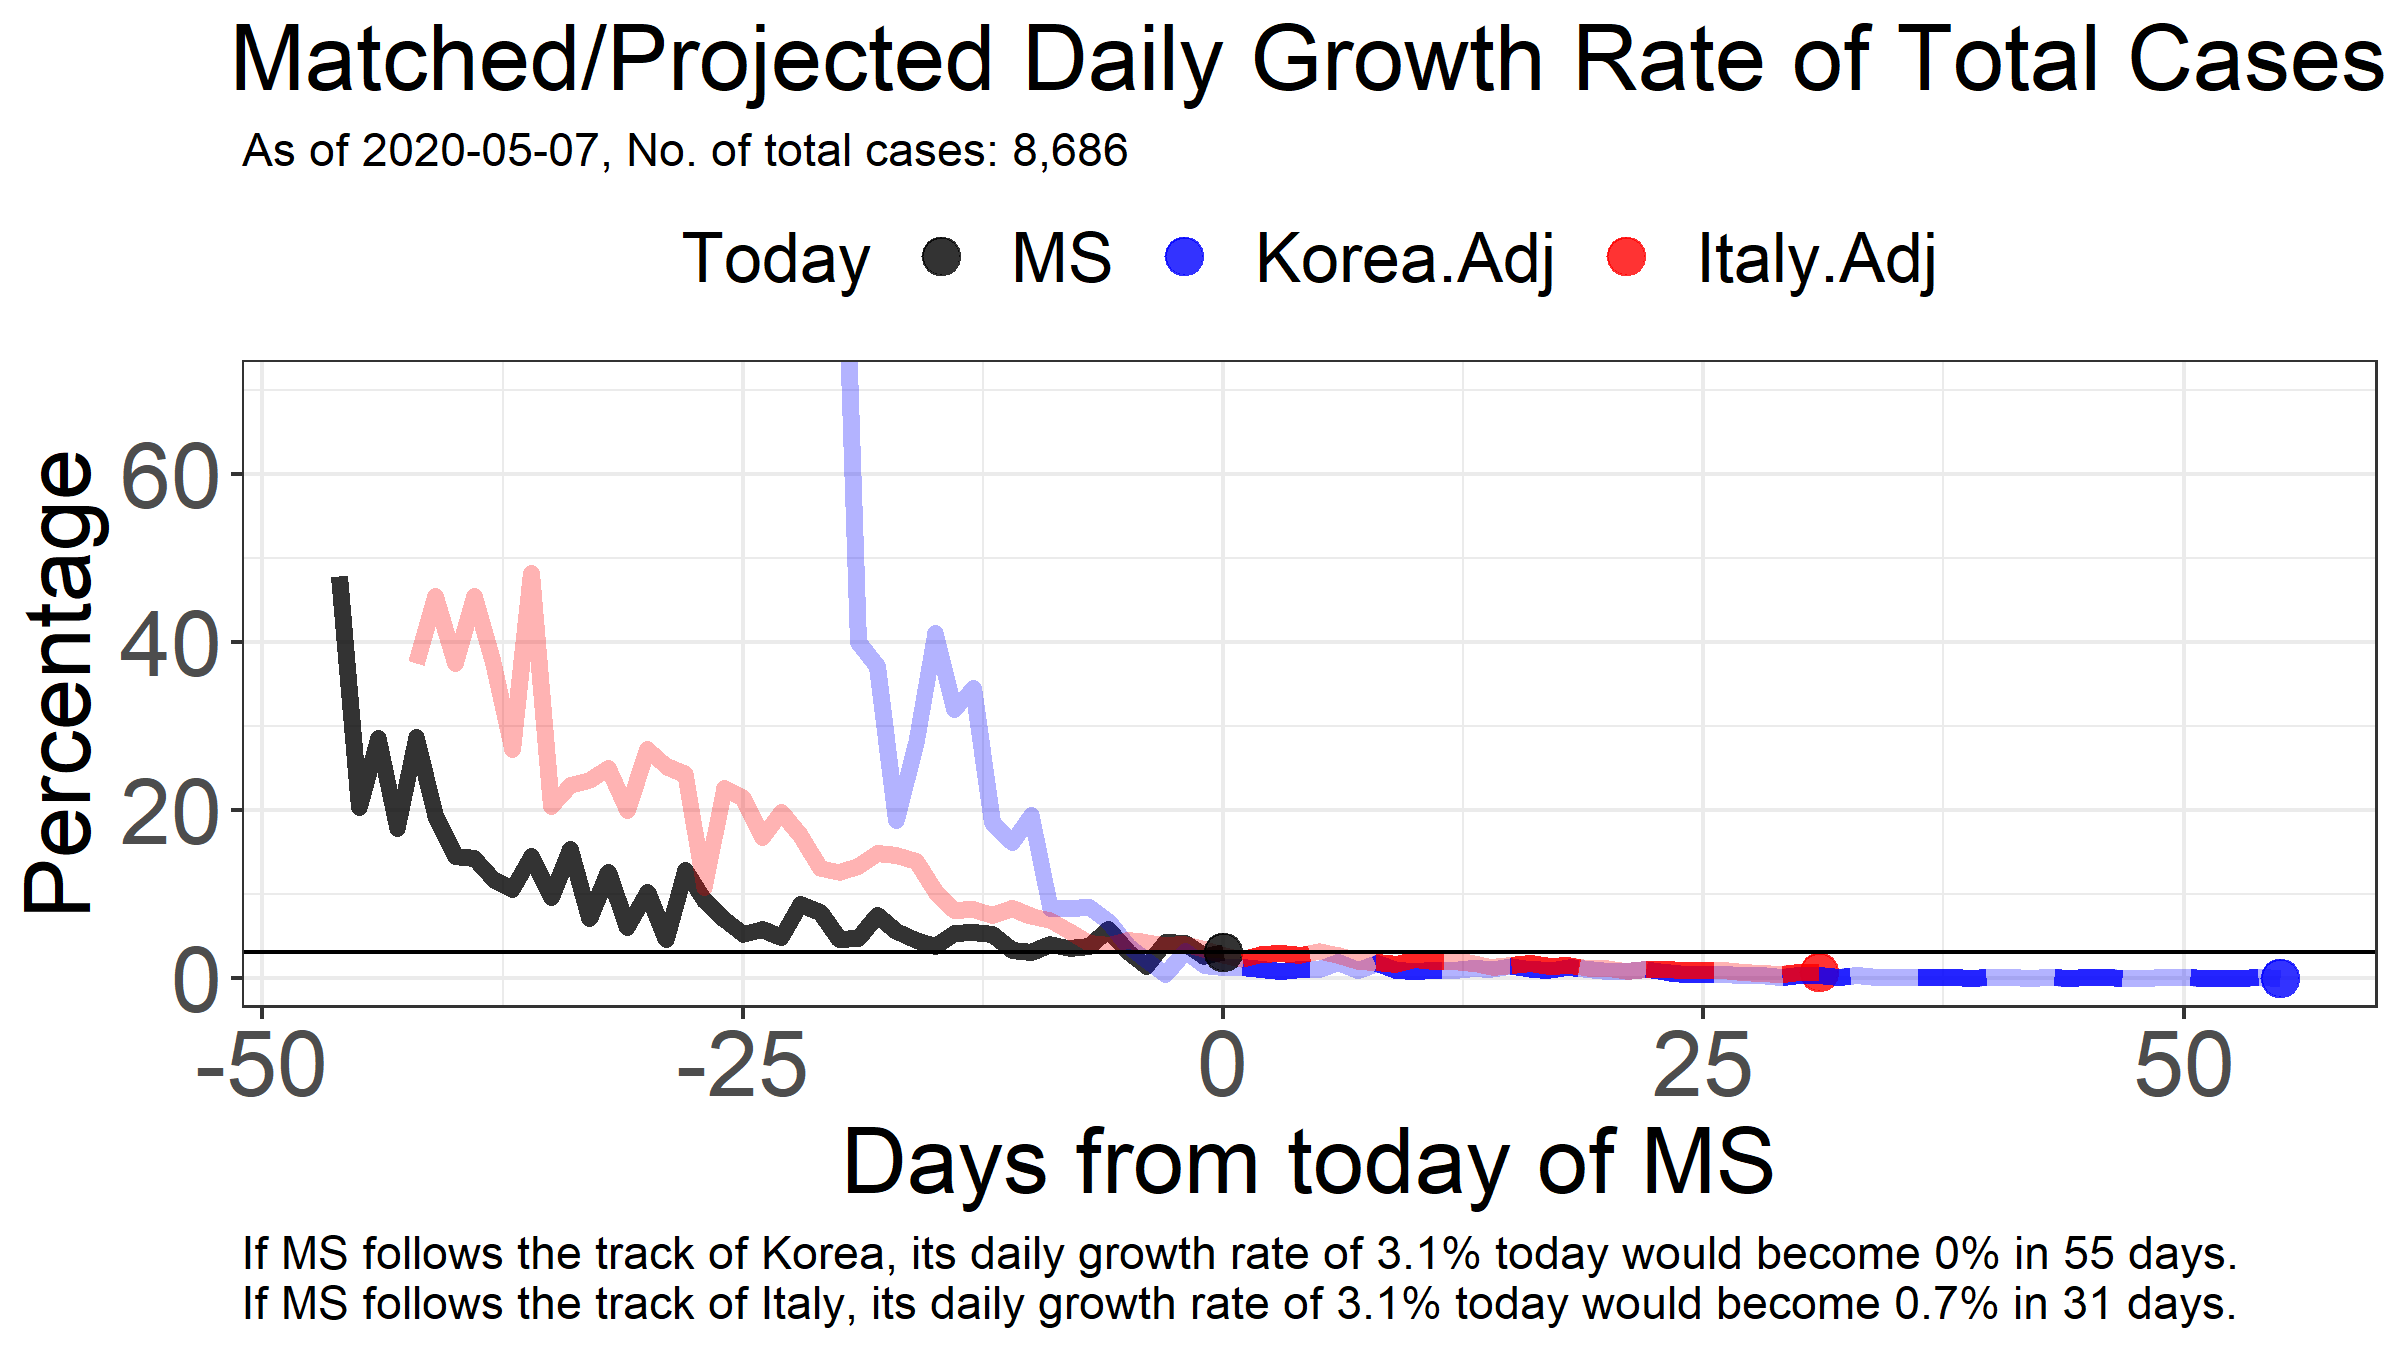 Matched/Projected Daily Growth Rate of Total Cases
As of 2020-05-07, No. of total cases: 8,686
Today MS Korea.Adj Italy.Adj
Percentage
60
40
20
0
-50 -25 0 25 50
Days from today of MS
If MS follows the track of Korea, its daily growth rate of 3.1% today would become 0% in 55 days.
If MS follows the track of Italy, its daily growth rate of 3.1% today would become 0.7% in 31 days.